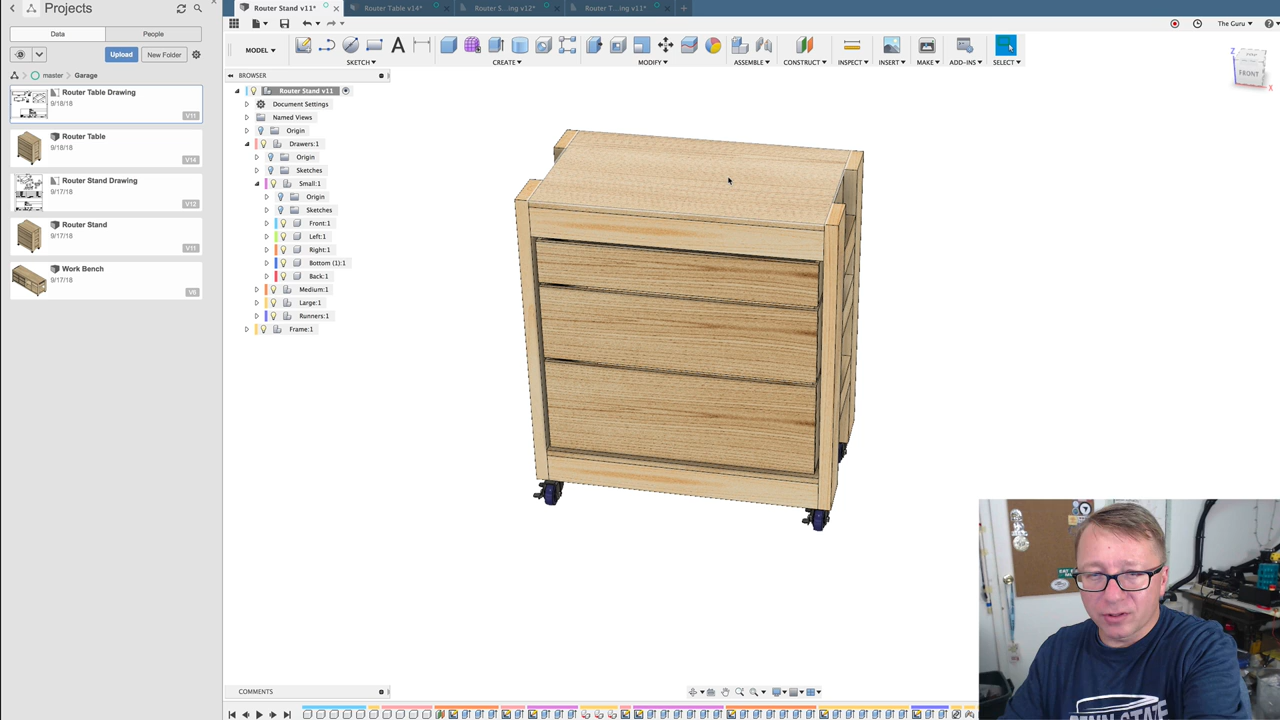 Projects
Data
People
Upload
New Folder
master
Garage
Router Table Drawing
9/18/18
V11
Router Table
9/18/18
V14
Router Stand Drawing
9/17/18
V12
Router Stand
9/17/18
V11
Work Bench
9/17/18
Router Stand v11*
Router Table v14*
Router S...ing v12*
Router T...ing v11*
The Guru
MODEL
SKETCH
CREATE
MODIFY
ASSEMBLE
CONSTRUCT
INSPECT
INSERT
MAKE
ADD-INS
SELECT
BROWSER
Router Stand v11
Document Settings
Named Views
Origin
Drawers:1
Origin
Sketches
Small:1
Origin
Sketches
Front:1
Left:1
Right:1
Bottom (1):1
Back:1
Medium:1
Large:1
Runners:1
Frame:1
Z
FRONT
X
COMMENTS